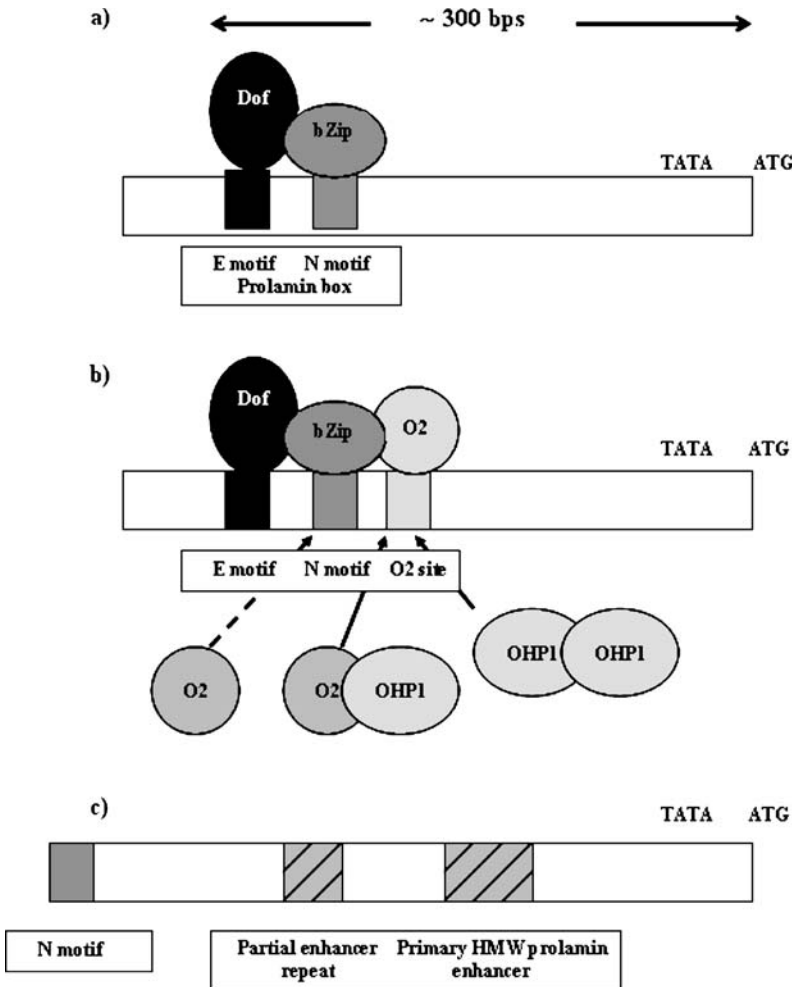 a)
~ 300 bps
Dof
b Zip
TATA ATG
E motif N motif
Prolamin box
b)
Dof
b Zip
O2
TATA ATG
E motif N motif O2 site
O2
O2 OHP1
OHP1 OHP1
c)
TATA ATG
N motif
Partial enhancer repeat
Primary HMW prolamin enhancer